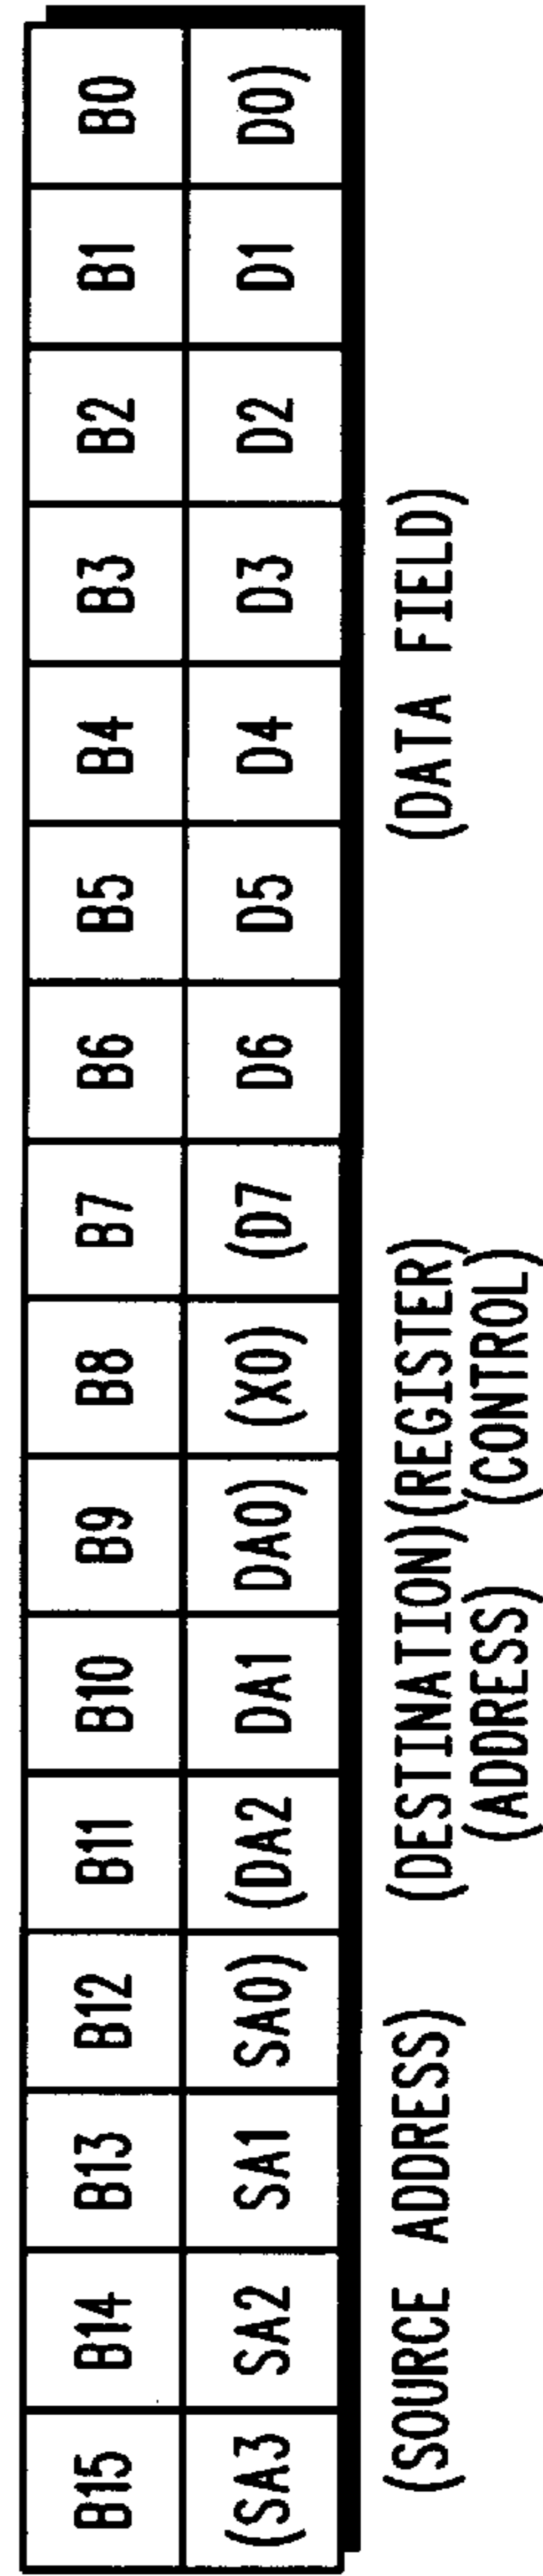 B15 B14 B13 B12 B11 B10 B9 B8 B7 B6 B5 B4 B3 B2 B1 B0
(SA3 SA2 SA1 SA0) (DA2 DA1 DA0) (X0) (D7 D6 D5 D4 D3 D2 D1 D0)
(SOURCE ADDRESS) (DESTINATION)(REGISTER) (DATA FIELD)
(ADDRESS) (CONTROL)